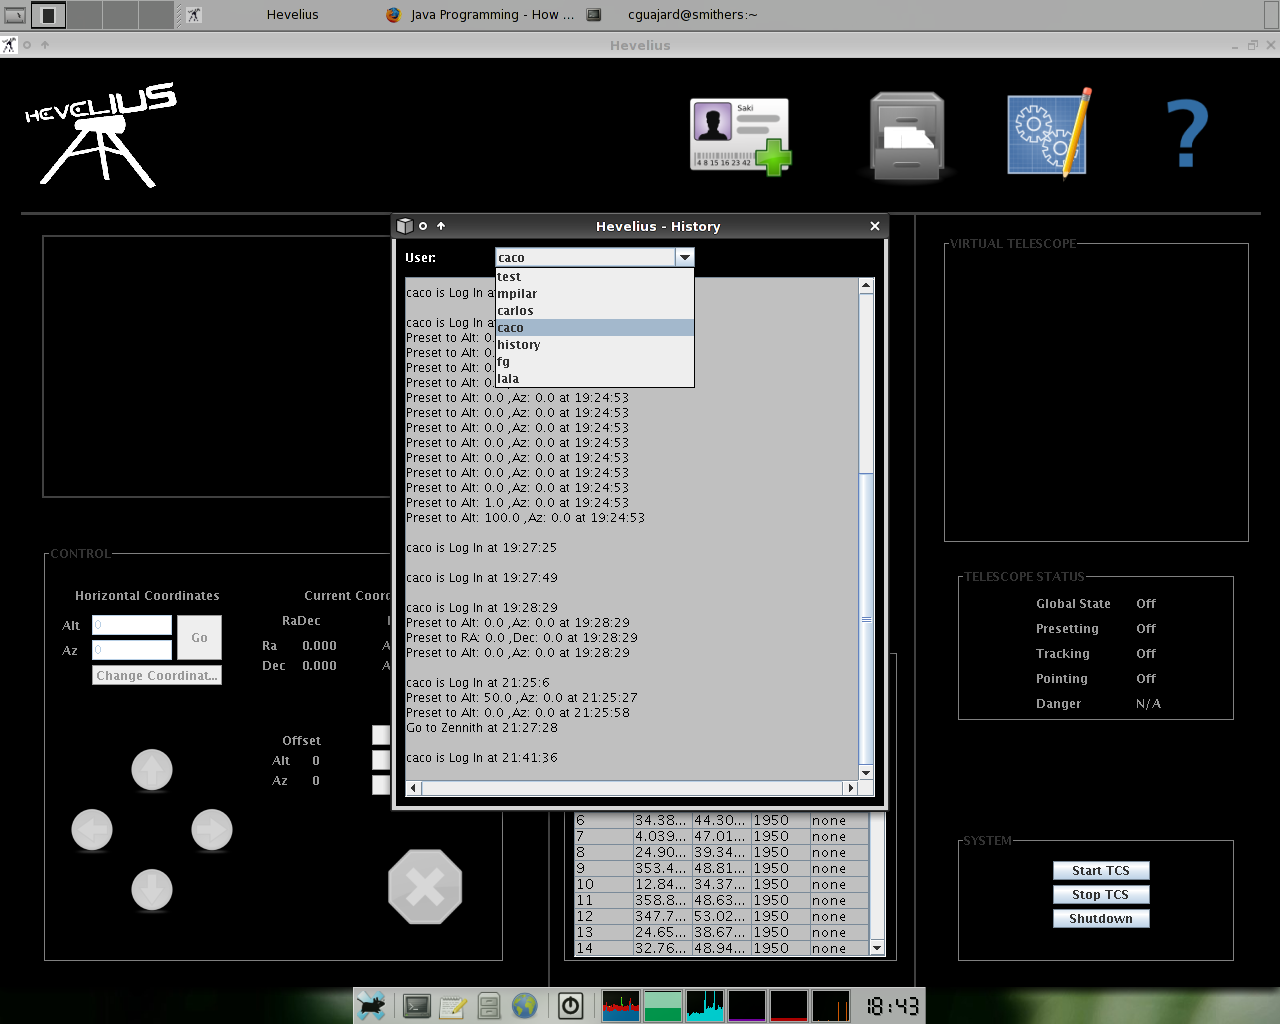 Hevelius
Java Programming - How ...
cguajard@smithers:~
Hevelius
HEVELIUS
Saki
4 8 15 16 23 42
?
Hevelius - History
User:
caco
test
mpilar
carlos
caco
history
fg
lala
caco is Log In a
caco is Log In a
Preset to Alt: 0.
Preset to Alt: 0.
Preset to Alt: 0.
Preset to Alt: 0.
Preset to Alt: 0.0 ,Az: 0.0 at 19:24:53
Preset to Alt: 0.0 ,Az: 0.0 at 19:24:53
Preset to Alt: 0.0 ,Az: 0.0 at 19:24:53
Preset to Alt: 0.0 ,Az: 0.0 at 19:24:53
Preset to Alt: 0.0 ,Az: 0.0 at 19:24:53
Preset to Alt: 0.0 ,Az: 0.0 at 19:24:53
Preset to Alt: 0.0 ,Az: 0.0 at 19:24:53
Preset to Alt: 1.0 ,Az: 0.0 at 19:24:53
Preset to Alt: 100.0 ,Az: 0.0 at 19:24:53
caco is Log In at 19:27:25
caco is Log In at 19:27:49
caco is Log In at 19:28:29
Preset to Alt: 0.0 ,Az: 0.0 at 19:28:29
Preset to RA: 0.0 ,Dec: 0.0 at 19:28:29
Preset to Alt: 0.0 ,Az: 0.0 at 19:28:29
caco is Log In at 21:25:6
Preset to Alt: 50.0 ,Az: 0.0 at 21:25:27
Preset to Alt: 0.0 ,Az: 0.0 at 21:25:58
Go to Zennith at 21:27:28
caco is Log In at 21:41:36
CONTROL
Horizontal Coordinates
Alt 0
Az 0
Go
Change Coordinat...
Current Coor
RaDec
Ra 0.000 A
Dec 0.000 A
Offset
Alt 0
Az 0
6 34.38... 44.30... 1950 none
7 4.039... 47.01... 1950 none
8 24.90... 39.34... 1950 none
9 353.4... 48.81... 1950 none
10 12.84... 34.37... 1950 none
11 358.8... 48.63... 1950 none
12 347.7... 53.02... 1950 none
13 24.65... 38.67... 1950 none
14 32.76... 48.94... 1950 none
VIRTUAL TELESCOPE
TELESCOPE STATUS
Global State Off
Presetting Off
Tracking Off
Pointing Off
Danger N/A
SYSTEM
Start TCS
Stop TCS
Shutdown
18:43